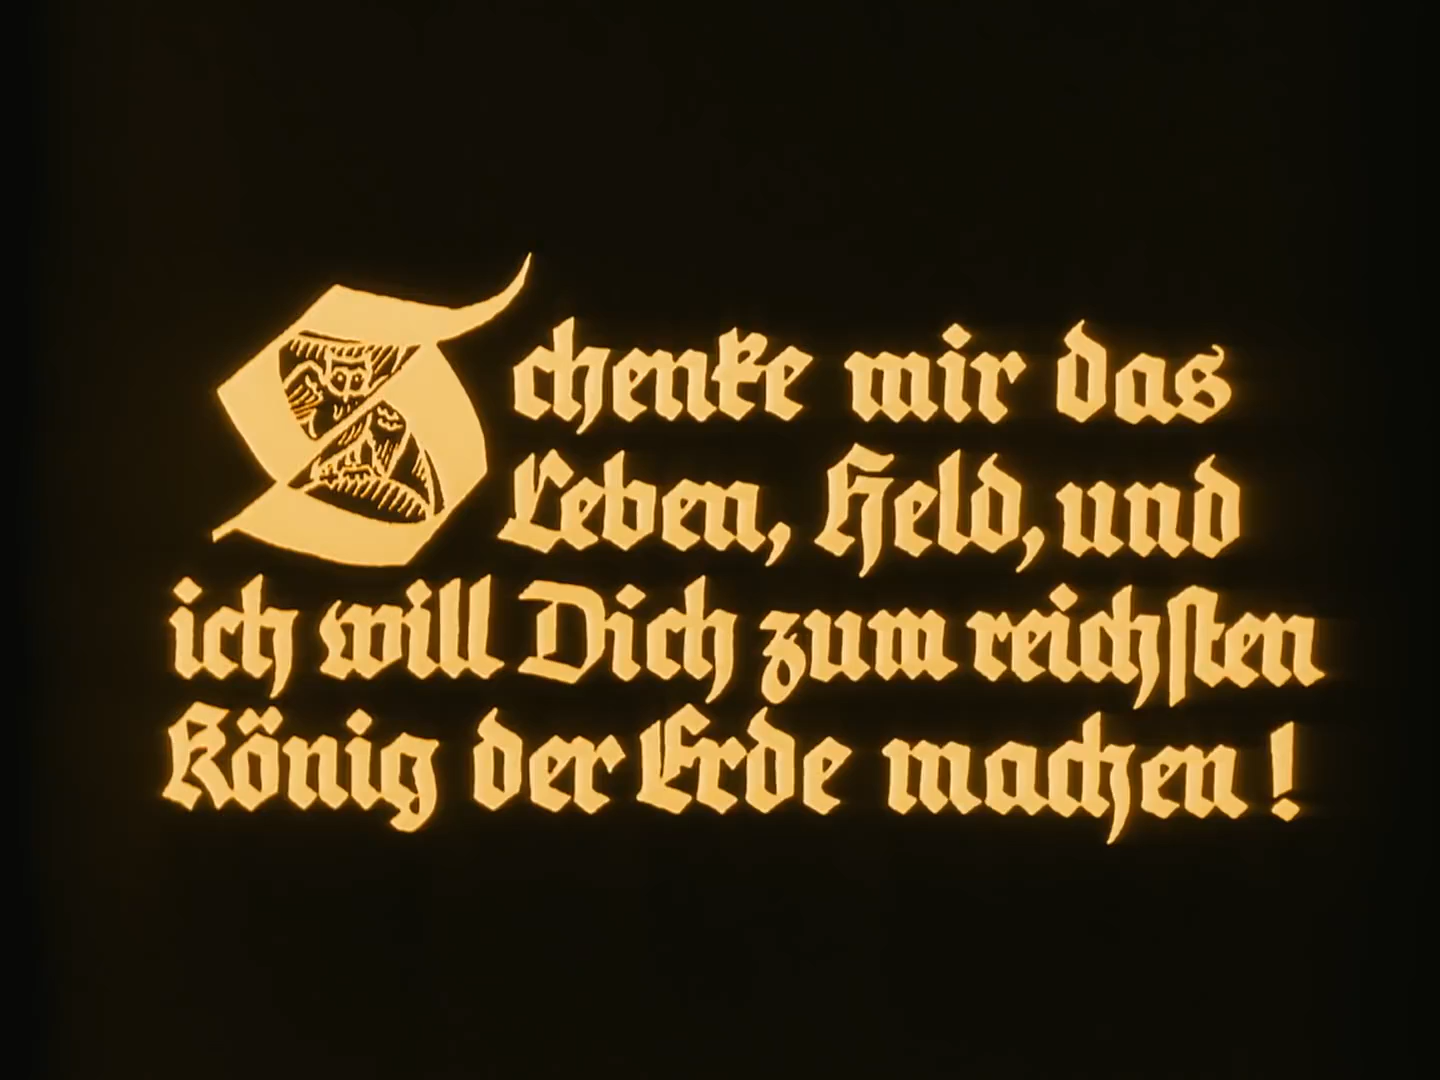 Schenke mir das
Leben, Held, und
ich will Dich zum reichsten
König der Erde machen!